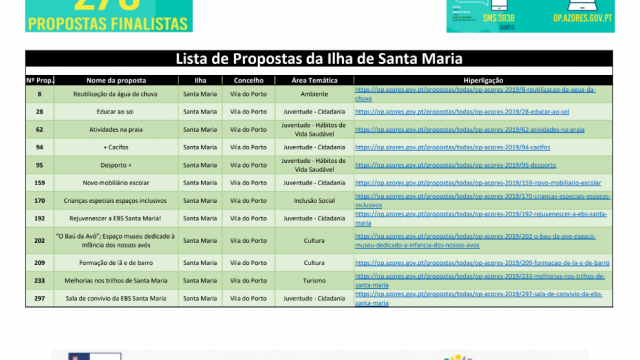 PROPOSTAS FINALISTAS
SMS 3838
GRÁTIS
OP.AZORES.GOV.PT
Lista de Propostas da Ilha de Santa Maria
Nº Prop. Nome da proposta Ilha Concelho Área Temática Hiperligação
8 Reutilização da água da chuva Santa Maria Vila do Porto Ambiente https://op.azores.gov.pt/propostas/todas/op-acores-2019/8-reutilizacao-da-agua-da-
chuva
28 Educar ao sol Santa Maria Vila do Porto Juventude - Cidadania https://op.azores.gov.pt/propostas/todas/op-acores-2019/28-educar-ao-sol
62 Atividades na praia Santa Maria Vila do Porto Juventude - Hábitos de
Vida Saudável https://op.azores.gov.pt/propostas/todas/op-acores-2019/62-atividades-na-praia
94 + Cacifos Santa Maria Vila do Porto Juventude - Cidadania https://op.azores.gov.pt/propostas/todas/op-acores-2019/94-cacifos
95 Desporto + Santa Maria Vila do Porto Juventude - Hábitos de
Vida Saudável https://op.azores.gov.pt/propostas/todas/op-acores-2019/95-desporto
159 Novo mobiliário escolar Santa Maria Vila do Porto Juventude - Cidadania https://op.azores.gov.pt/propostas/todas/op-acores-2019/159-novo-mobiliario-escolar
170 Crianças especiais espaços inclusivos Santa Maria Vila do Porto Inclusão Social https://op.azores.gov.pt/propostas/todas/op-acores-2019/170-criancas-especiais-espacos-
inclusivos
192 Rejuvenescer a EBS Santa Maria! Santa Maria Vila do Porto Juventude - Cidadania https://op.azores.gov.pt/propostas/todas/op-acores-2019/192-rejuvenescer-a-ebs-santa-
maria
202 "O Baú da Avó"; Espaço museu dedicado à
infância dos nossos avós Santa Maria Vila do Porto Cultura https://op.azores.gov.pt/propostas/todas/op-acores-2019/202-o-bau-da-avo-espaco-
museu-dedicado-a-infancia-dos-nossos-avos
209 Formação de lã e de barro Santa Maria Vila do Porto Cultura https://op.azores.gov.pt/propostas/todas/op-acores-2019/209-formacao-de-la-e-de-barro
233 Melhorias nos trilhos de Santa Maria Santa Maria Vila do Porto Turismo https://op.azores.gov.pt/propostas/todas/op-acores-2019/233-melhorias-nos-trilhos-de-
santa-maria
297 Sala de convivio da EBS Santa Maria Santa Maria Vila do Porto Juventude - Cidadania https://op.azores.gov.pt/propostas/todas/op-acores-2019/297-sala-de-convivio-da-ebs-
santa-maria